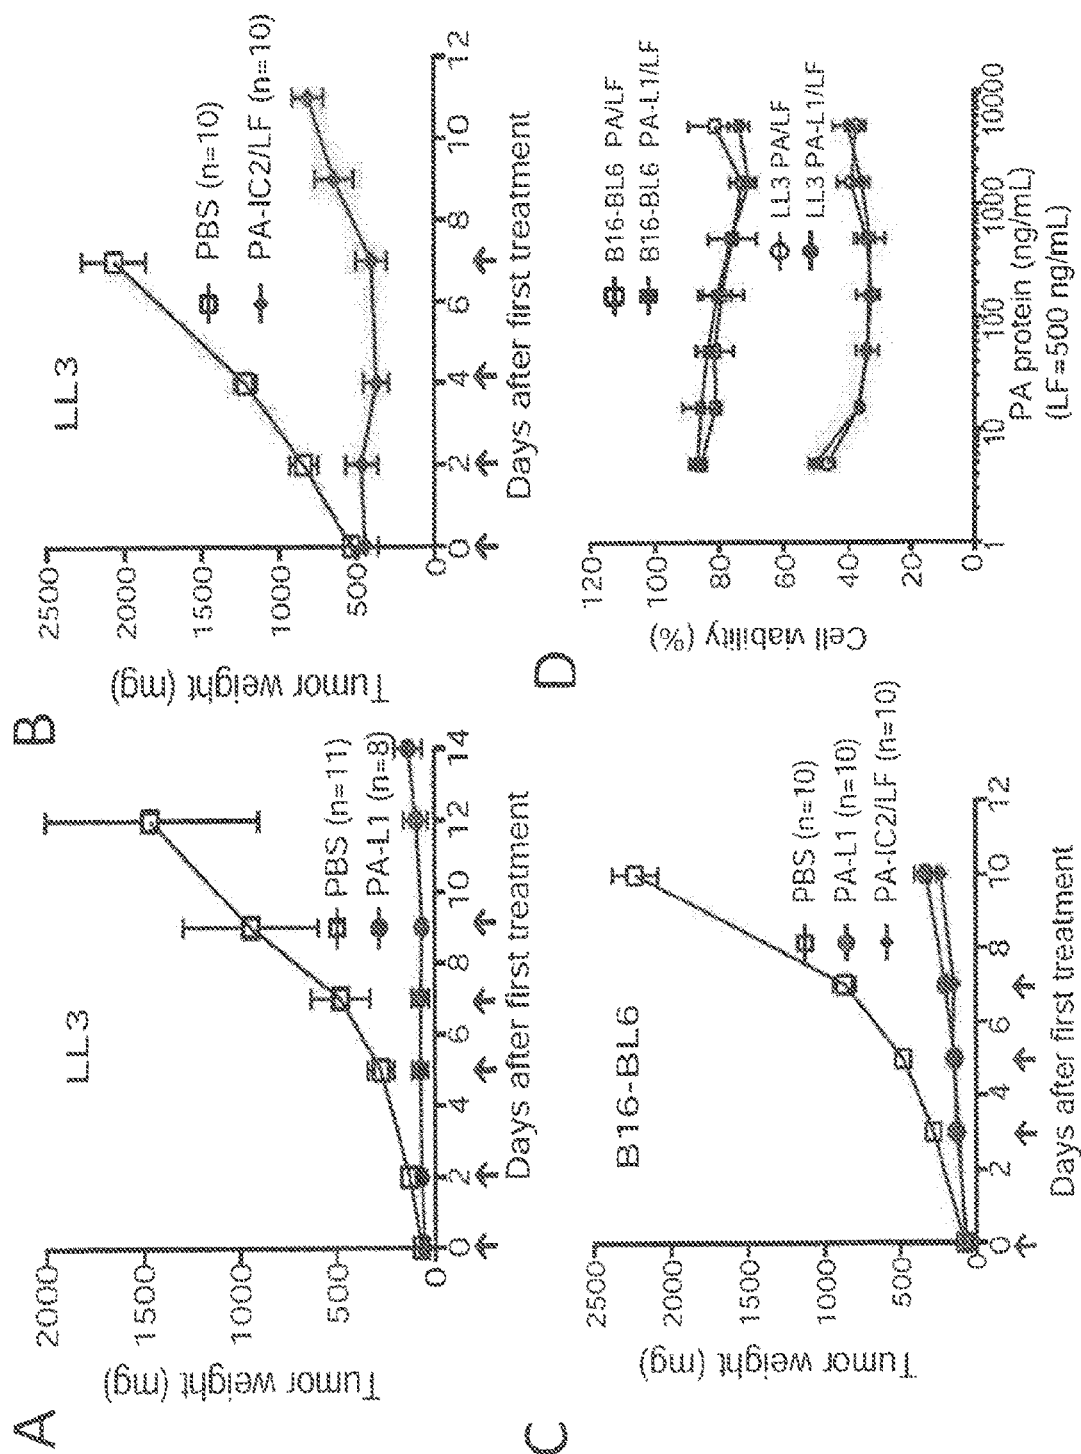 A
LL3
Tumor weight (mg)
2000
1500
1000
500
0
0 2 4 6 8 10 12 14
Days after first treatment
PBS (n=11)
PA-L1 (n=8)
B
LL3
Tumor weight (mg)
2500
2000
1500
1000
500
0
0 2 4 6 8 10 12
Days after first treatment
PBS (n=10)
PA-IC2/LF (n=10)
C
B16-BL6
Tumor weight (mg)
2500
2000
1500
1000
500
0
0 2 4 6 8 10 12
Days after first treatment
PBS (n=10)
PA-L1 (n=10)
PA-IC2/LF (n=10)
D
Cell viability (%)
120
100
80
60
40
20
0
1 10 100 1000 10000
PA protein (ng/mL)
(LF=500 ng/mL)
B16-BL6 PA/LF
B16-BL6 PA-L1/LF
LL3 PA/LF
LL3 PA-L1/LF